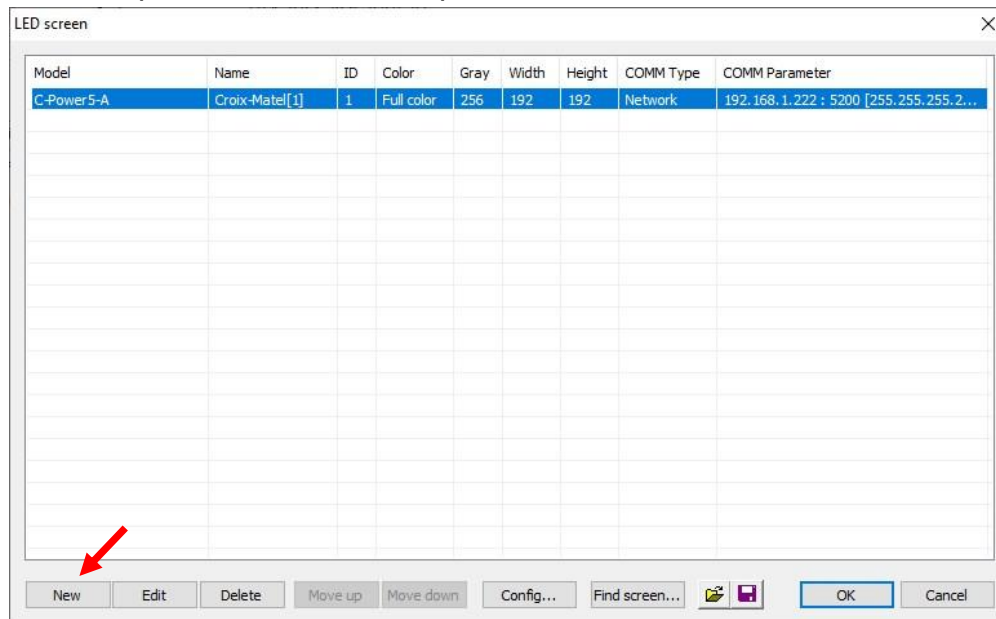 LED screen
Model Name ID Color Gray Width Height COMM Type COMM Parameter
C-Power5-A Croix-Matel[1] 1 Full color 256 192 192 Network 192.168.1.222 : 5200 [255.255.255.2...
New Edit Delete Move up Move down Config... Find screen... OK Cancel